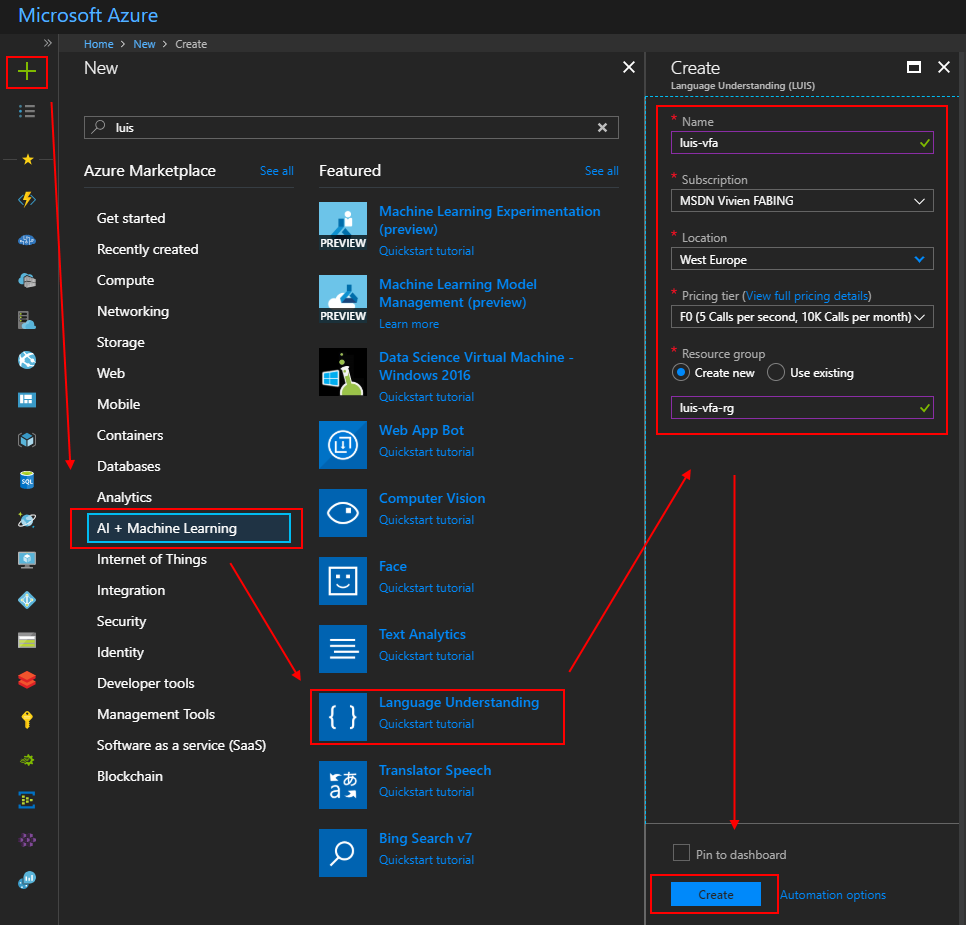 Microsoft Azure
Home > New > Create
New
luis
Azure Marketplace
See all
Get started
Recently created
Compute
Networking
Storage
Web
Mobile
Containers
Databases
Analytics
AI + Machine Learning
Internet of Things
Integration
Security
Identity
Developer tools
Management Tools
Software as a service (SaaS)
Blockchain
Featured
See all
PREVIEW
Machine Learning Experimentation
(preview)
Quickstart tutorial
PREVIEW
Machine Learning Model
Management (preview)
Learn more
Data Science Virtual Machine -
Windows 2016
Quickstart tutorial
Web App Bot
Quickstart tutorial
Computer Vision
Quickstart tutorial
Face
Quickstart tutorial
Text Analytics
Quickstart tutorial
{ }
Language Understanding
Quickstart tutorial
あ
a
Translator Speech
Quickstart tutorial
Bing Search v7
Quickstart tutorial
SQL
Create
Language Understanding (LUIS)
* Name
luis-vfa
* Subscription
MSDN Vivien FABING
* Location
West Europe
* Pricing tier (View full pricing details)
F0 (5 Calls per second, 10K Calls per month)
* Resource group
Create new
Use existing
luis-vfa-rg
Pin to dashboard
Create
Automation options